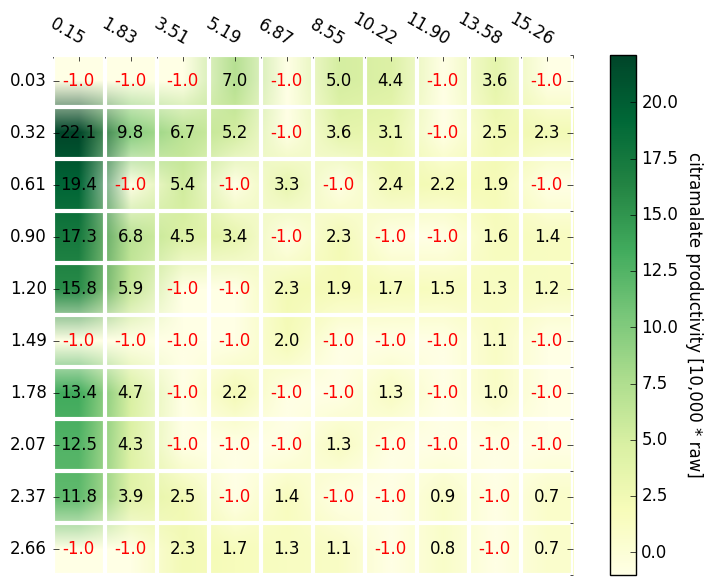 0.15 1.83 3.51 5.19 6.87 8.55 10.22 11.90 13.58 15.26
0.03 -1.0 -1.0 -1.0 7.0 -1.0 5.0 4.4 -1.0 3.6 -1.0
0.32 22.1 9.8 6.7 5.2 -1.0 3.6 3.1 -1.0 2.5 2.3
0.61 19.4 -1.0 5.4 -1.0 3.3 -1.0 2.4 2.2 1.9 -1.0
0.90 17.3 6.8 4.5 3.4 -1.0 2.3 -1.0 -1.0 1.6 1.4
1.20 15.8 5.9 -1.0 -1.0 2.3 1.9 1.7 1.5 1.3 1.2
1.49 -1.0 -1.0 -1.0 -1.0 2.0 -1.0 -1.0 -1.0 1.1 -1.0
1.78 13.4 4.7 -1.0 2.2 -1.0 -1.0 1.3 -1.0 1.0 -1.0
2.07 12.5 4.3 -1.0 -1.0 -1.0 1.3 -1.0 -1.0 -1.0 -1.0
2.37 11.8 3.9 2.5 -1.0 1.4 -1.0 -1.0 0.9 -1.0 0.7
2.66 -1.0 -1.0 2.3 1.7 1.3 1.1 -1.0 0.8 -1.0 0.7
20.0
17.5
15.0
12.5
10.0
7.5
5.0
2.5
0.0
citramalate productivity [10,000 * raw]